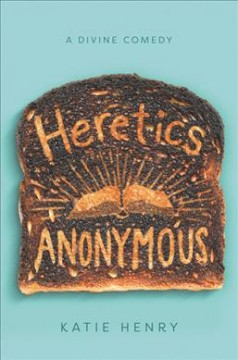 A DIVINE COMEDY
Heretics
ANONYMOUS
KATIE HENRY